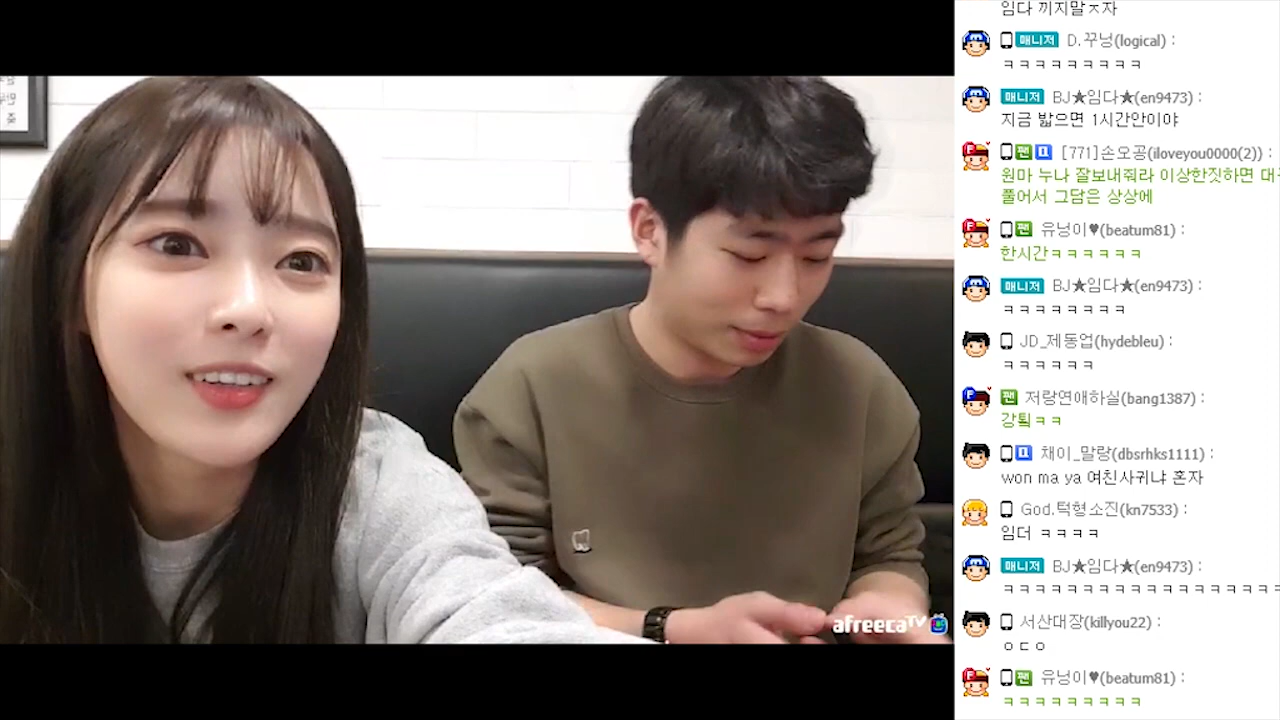 임다 끼지말ㅈ자
매니저 D.꾸닝(logical) :
ㅋㅋㅋㅋㅋㅋㅋㅋㅋ
매니저 BJ★임다★(en9473) :
지금 밟으면 1시간안이야
팬 [771]손오공(iloveyou0000(2)) :
원마 누나 잘보내줘라 이상한짓하면
풀어서 그담은 상상에
팬 유닝이♥(beatum81) :
한시간ㅋㅋㅋㅋㅋㅋ
매니저 BJ★임다★(en9473) :
ㅋㅋㅋㅋㅋㅋㅋㅋ
JD_제동업(hydebleu) :
ㅋㅋㅋㅋㅋㅋ
팬 저랑연애하실(bang1387) :
강퇵ㅋㅋ
채이_말랑(dbsrhks1111) :
won ma ya 여친사귀냐 혼자
God.턱형소진(kn7533) :
임더 ㅋㅋㅋㅋ
매니저 BJ★임다★(en9473) :
ㅋㅋㅋㅋㅋㅋㅋㅋㅋㅋㅋㅋㅋㅋㅋㅋㅋㅋ
서산대장(killyou22) :
ㅇㄷㅇ
팬 유닝이♥(beatum81) :
ㅋㅋㅋㅋㅋㅋㅋㅋㅋ
afreecaTV